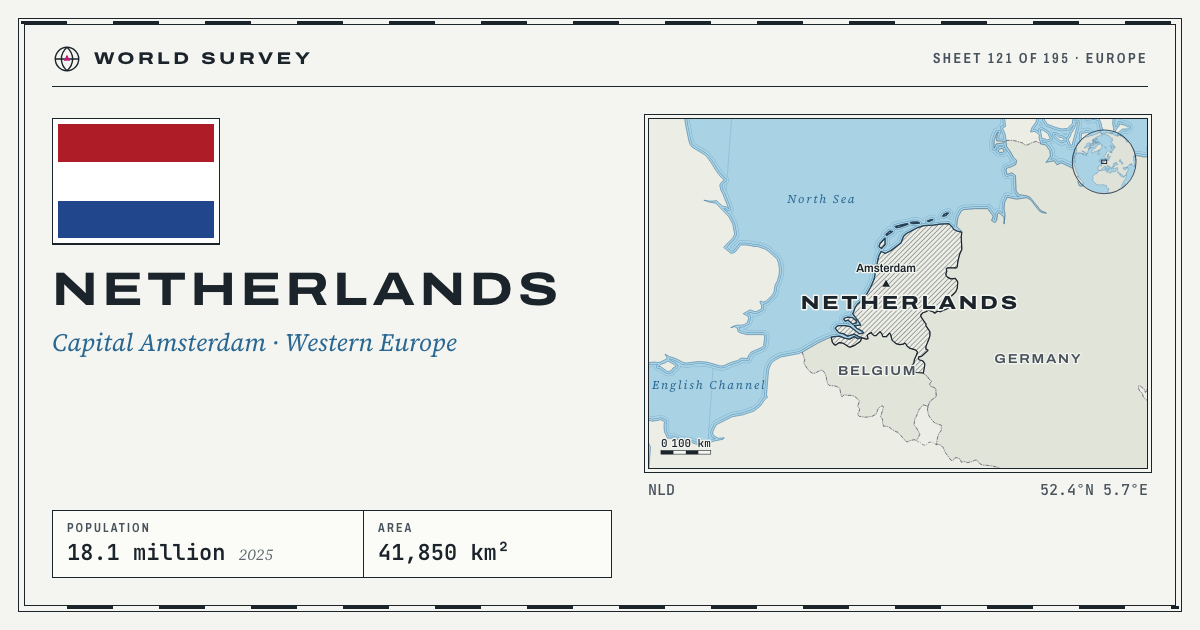 WORLD SURVEY
SHEET 121 OF 195 · EUROPE
NETHERLANDS
Capital Amsterdam · Western Europe
North Sea
Amsterdam
NETHERLANDS
GERMANY
BELGIUM
English Channel
0 100 km
NLD
52.4°N 5.7°E
POPULATION
18.1 million 2025
AREA
41,850 km²